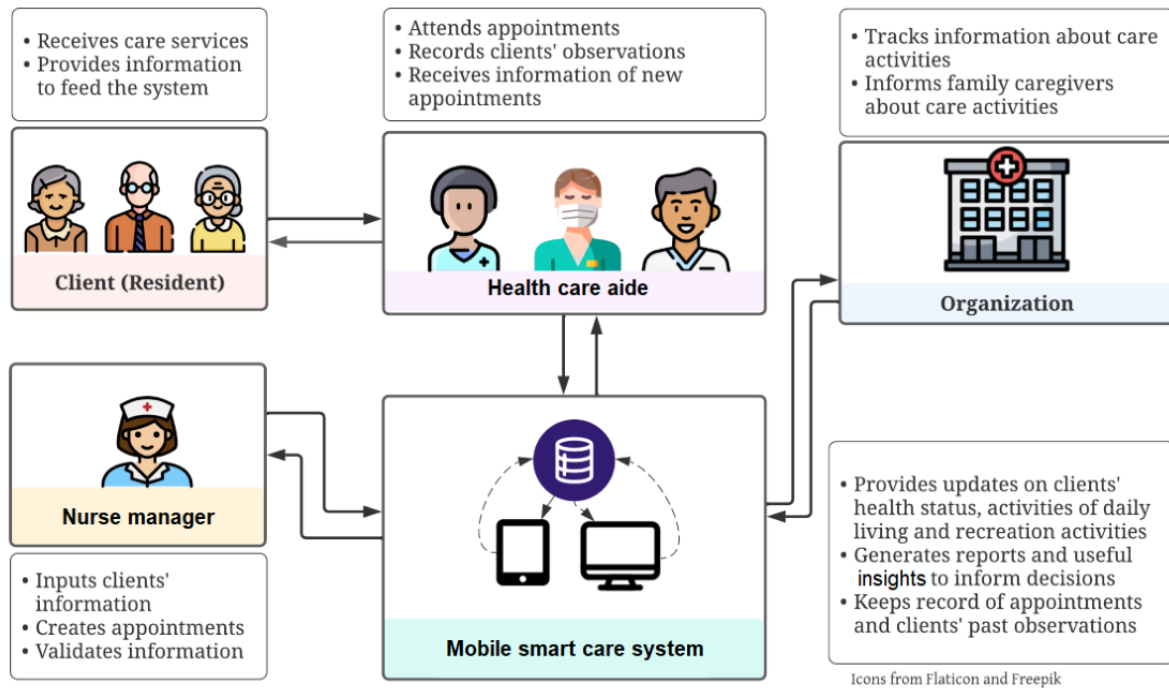 • Receives care services
• Provides information
to feed the system
• Attends appointments
• Records clients' observations
• Receives information of new
appointments
• Tracks information about care
activities
• Informs family caregivers
about care activities
Client (Resident)
Health care aide
Organization
Nurse manager
• Inputs clients'
information
• Creates appointments
• Validates information
Mobile smart care system
• Provides updates on clients'
health status, activities of daily
living and recreation activities
• Generates reports and useful
insights to inform decisions
• Keeps record of appointments
and clients' past observations
Icons from Flaticon and Freepik